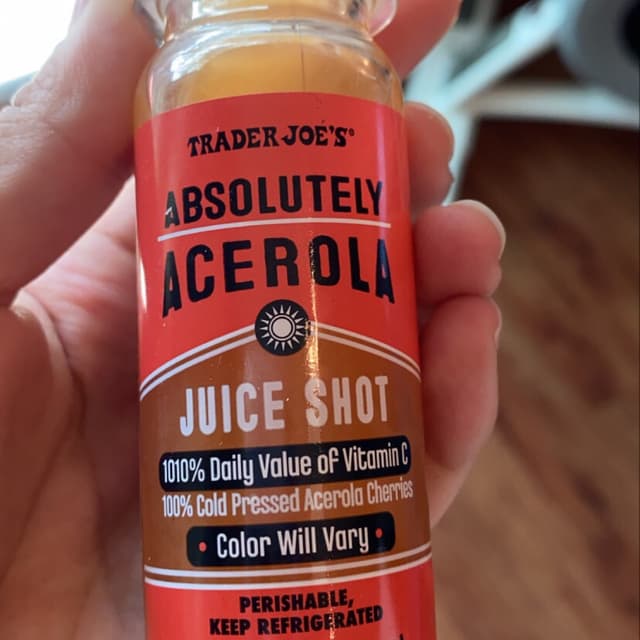 TRADER JOE'S®
ABSOLUTELY
ACEROLA
JUICE SHOT
1010% Daily Value of Vitamin C
100% Cold Pressed Acerola Cherries
• Color Will Vary •
PERISHABLE,
KEEP REFRIGERATED